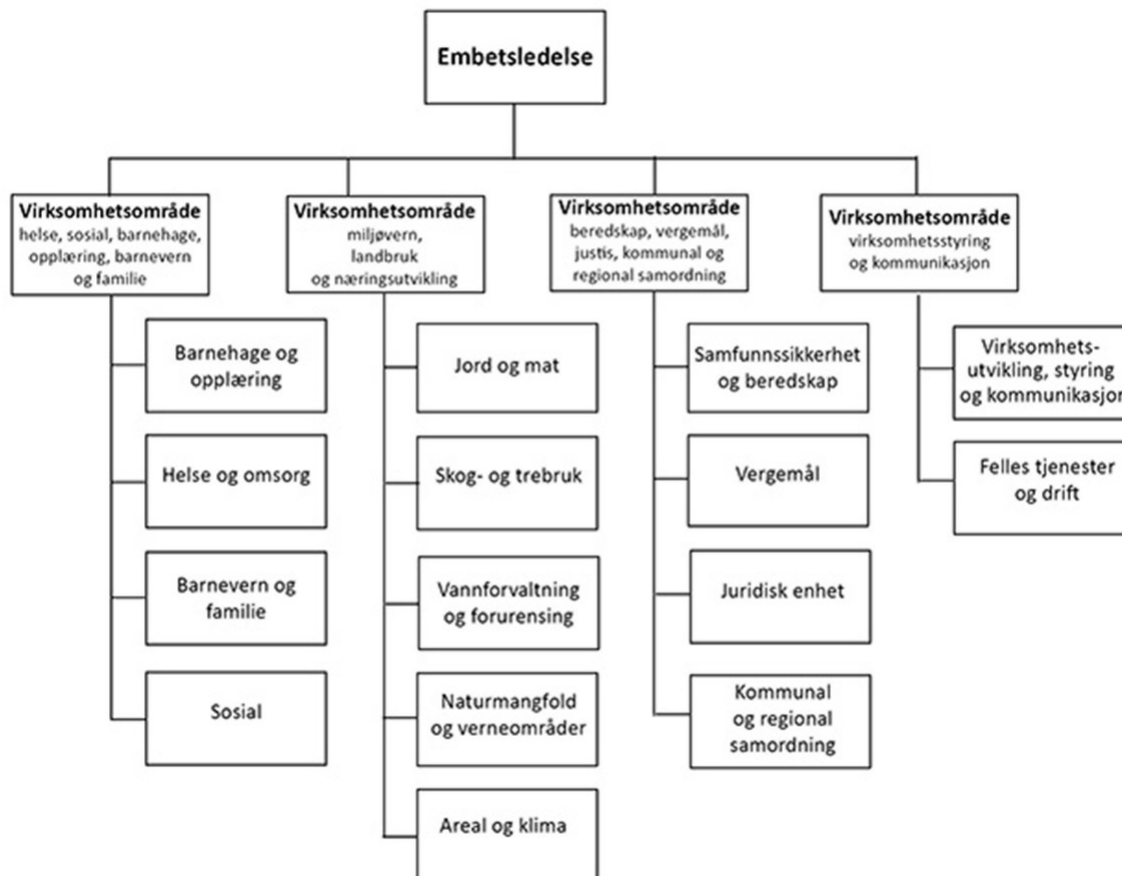 Embetsledelse
Virksomhetsområde
helse, sosial, barnehage,
opplæring, barnevern
og familie
Barnehage og
opplæring
Helse og omsorg
Barnevern og
familie
Sosial
Virksomhetsområde
miljøvern,
landbruk
og næringsutvikling
Jord og mat
Skog- og trebruk
Vannforvaltning
og forurensing
Naturmangfold
og verneområder
Areal og klima
Virksomhetsområde
beredskap, vergemål,
justis, kommunal og
regional samordning
Samfunnssikkerhet
og beredskap
Vergemål
Juridisk enhet
Kommunal
og regional
samordning
Virksomhetsområde
virksomhetsstyring
og kommunikasjon
Virksomhets-
utvikling, styring
og kommunikasjon
Felles tjenester
og drift